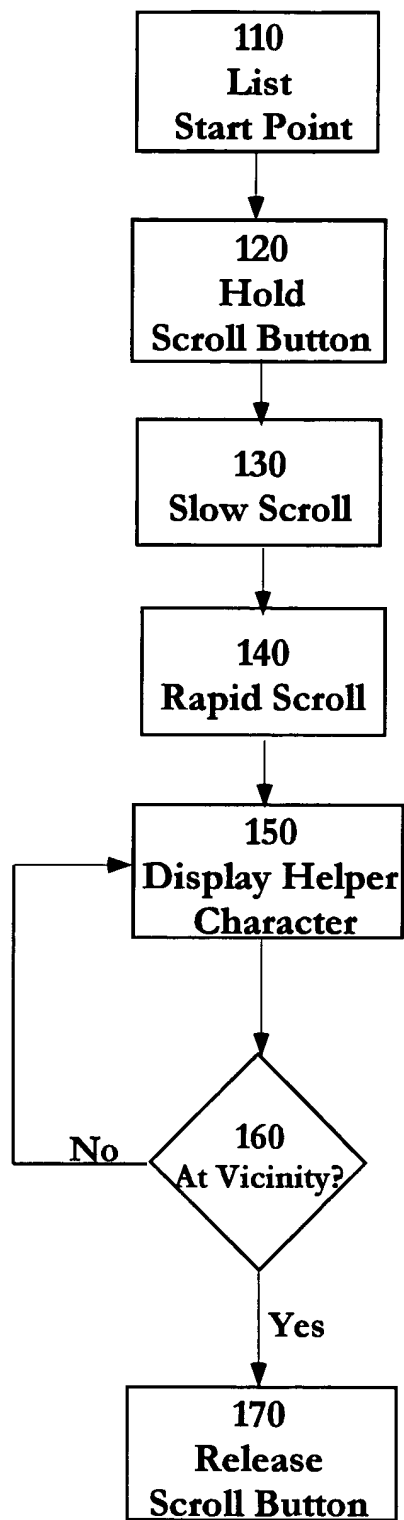 110
List
Start Point
120
Hold
Scroll Button
130
Slow Scroll
140
Rapid Scroll
150
Display Helper
Character
160
At Vicinity?
No
Yes
170
Release
Scroll Button